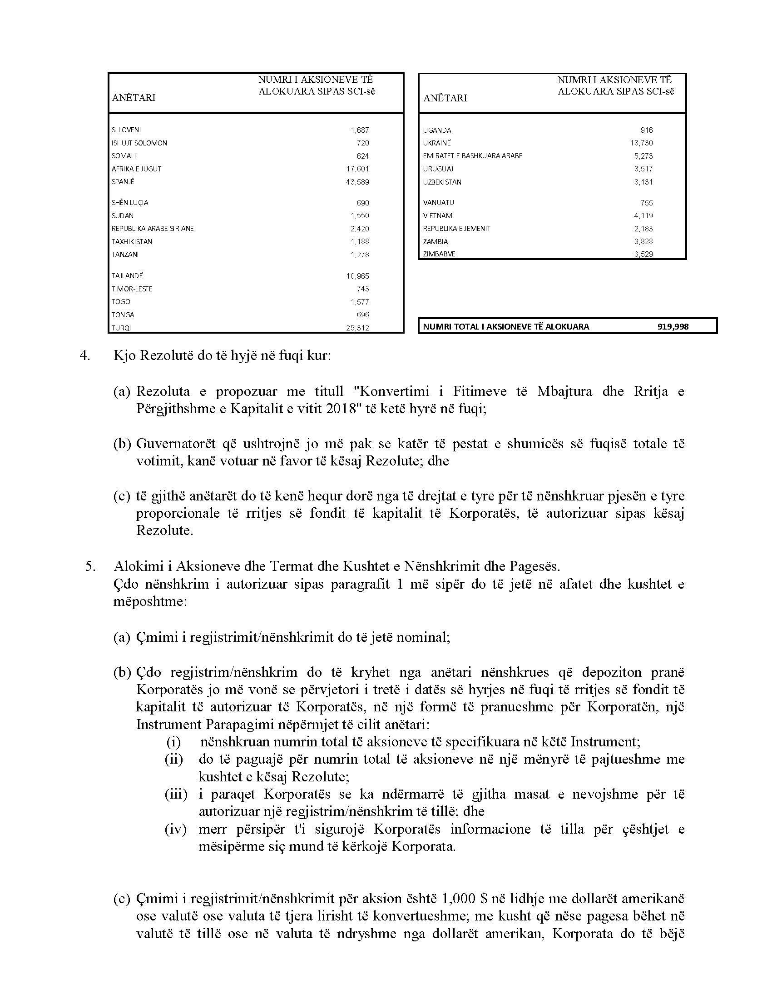 ANËTARI
NUMRI I AKSIONEVE TË
ALOKUARA SIPAS SCI-së
SLLOVENI 1,687
ISHUJT SOLOMON 720
SOMALI 624
AFRIKA E JUGUT 17,601
SPANJË 43,589
SHËN LUÇIA 690
SUDAN 1,550
REPUBLIKA ARABE SIRIANE 2,420
TAXHIKISTAN 1,188
TANZANI 1,278
TAJLANDË 10,965
TIMOR-LESTE 743
TOGO 1,577
TONGA 696
TURQI 25,312
ANËTARI
NUMRI I AKSIONEVE TË
ALOKUARA SIPAS SCI-së
UGANDA 916
UKRAINË 13,730
EMIRATET E BASHKUARA ARABE 5,273
URUGUAJ 3,517
UZBEKISTAN 3,431
VANUATU 755
VIETNAM 4,119
REPUBLIKA E JEMENIT 2,183
ZAMBIA 3,828
ZIMBABVE 3,529
NUMRI TOTAL I AKSIONEVE TË ALOKUARA 919,998
4. Kjo Rezolutë do të hyjë në fuqi kur:
(a) Rezoluta e propozuar me titull "Konvertimi i Fitimeve të Mbajtura dhe Rritja e
Përgjithshme e Kapitalit e vitit 2018" të ketë hyrë në fuqi;
(b) Guvernatorët që ushtrojnë jo më pak se katër të pestat e shumicës së fuqisë totale të
votimit, kanë votuar në favor të kësaj Rezolute; dhe
(c) të gjithë anëtarët do të kenë hequr dorë nga të drejtat e tyre për të nënshkruar pjesën e tyre
proporcionale të rritjes së fondit të kapitalit të Korporatës, të autorizuar sipas kësaj
Rezolute.
5. Alokimi i Aksioneve dhe Termat dhe Kushtet e Nënshkrimit dhe Pagesës.
Çdo nënshkrim i autorizuar sipas paragrafit 1 më sipër do të jetë në afatet dhe kushtet e
mëposhtme:
(a) Çmimi i regjistrimit/nënshkrimit do të jetë nominal;
(b) Çdo regjistrim/nënshkrim do të kryhet nga anëtari nënshkrues që depoziton pranë
Korporatës jo më vonë se përvjetori i tretë i datës së hyrjes në fuqi të rritjes së fondit të
kapitalit të autorizuar të Korporatës, në një formë të pranueshme për Korporatën, një
Instrument Parapagimi nëpërmjet të cilit anëtari:
(i) nënshkruan numrin total të aksioneve të specifikuara në këtë Instrument;
(ii) do të paguajë për numrin total të aksioneve në një mënyrë të pajtueshme me
kushtet e kësaj Rezolute;
(iii) i paraqet Korporatës se ka ndërmarrë të gjitha masat e nevojshme për të
autorizuar një regjistrim/nënshkrim të tillë; dhe
(iv) merr përsipër t'i sigurojë Korporatës informacione të tilla për çështjet e
mësipërme siç mund të kërkojë Korporata.
(c) Çmimi i regjistrimit/nënshkrimit për aksion është 1,000 $ në lidhje me dollarët amerikanë
ose valutë ose valuta të tjera lirisht të konvertueshme; me kusht që nëse pagesa bëhet në
valutë të tillë ose në valuta të ndryshme nga dollarët amerikan, Korporata do të bëjë